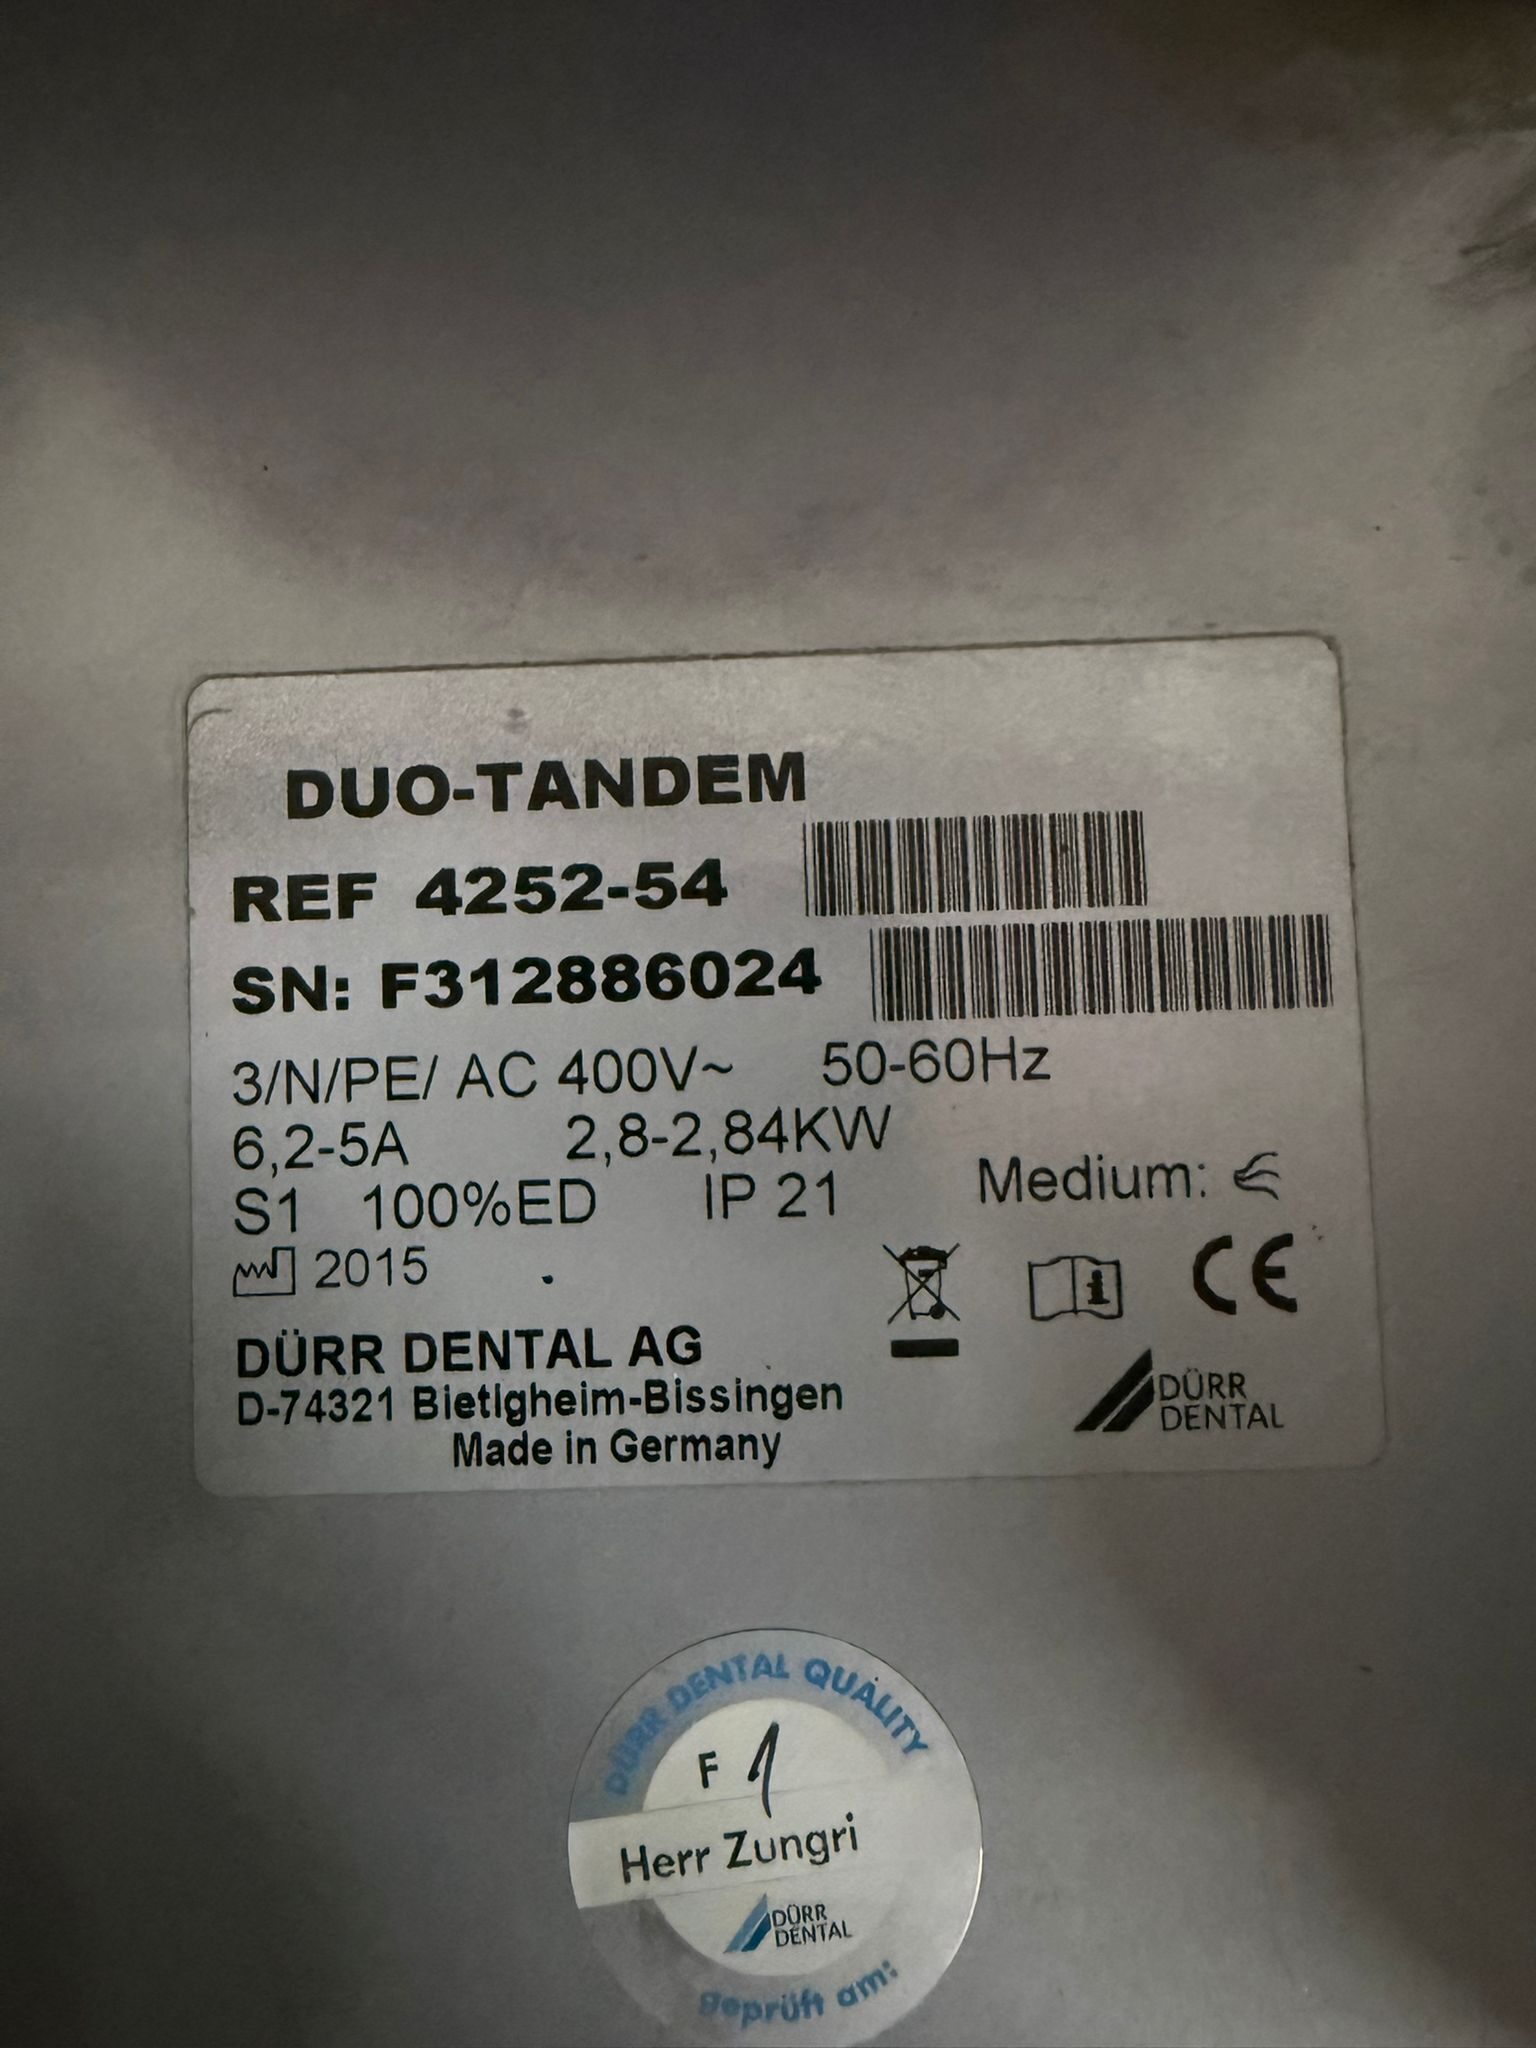 DUO-TANDEM
REF 4252-54
SN: F312886024
3/N/PE/ AC 400V~ 50-60Hz
6,2-5A 2,8-2,84KW
S1 100%ED IP 21 Medium:
2015
CE
DÜRR DENTAL AG
D-74321 Bietigheim-Bissingen
Made in Germany
DÜRR
DENTAL
DÜRR DENTAL QUALITY
F 1
Herr Zungri
DÜRR
DENTAL
geprüft am: